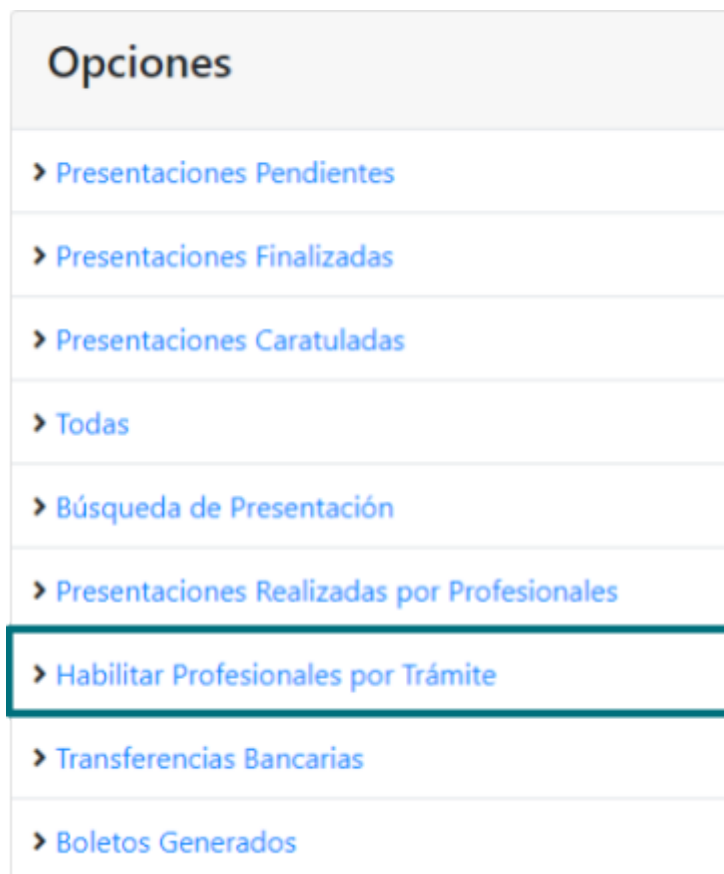 Opciones
Presentaciones Pendientes
Presentaciones Finalizadas
Presentaciones Caratuladas
Todas
Búsqueda de Presentación
Presentaciones Realizadas por Profesionales
Habilitar Profesionales por Trámite
Transferencias Bancarias
Boletos Generados